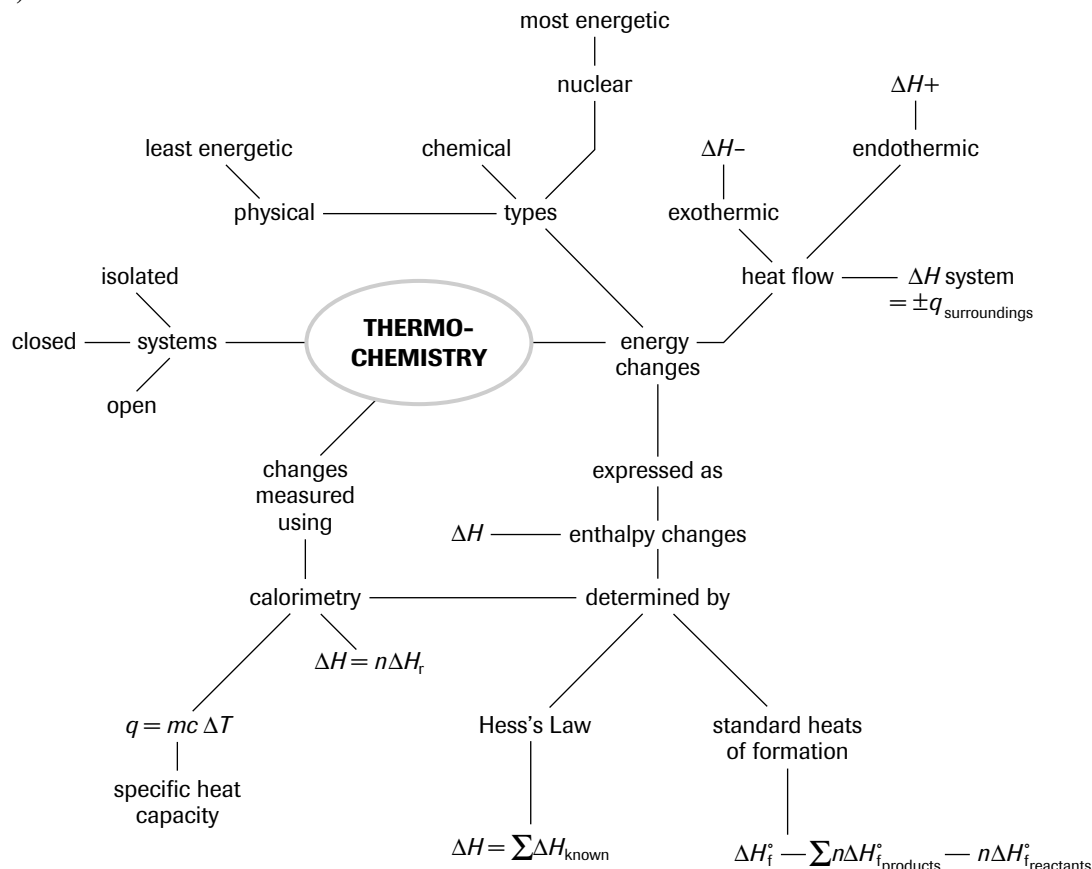 )
most energetic
nuclear
ΔH+
least energetic
chemical
ΔH–
endothermic
physical
types
exothermic
isolated
heat flow
ΔH system
= ±q surroundings
closed
systems
THERMO-
CHEMISTRY
energy
changes
open
changes
measured
using
expressed as
ΔH
enthalpy changes
calorimetry
determined by
ΔH = nΔHr
q = mc ΔT
Hess's Law
standard heats
of formation
specific heat
capacity
ΔH = ∑ΔHknown
ΔH°f — ∑nΔH°fproducts — nΔH°freactants